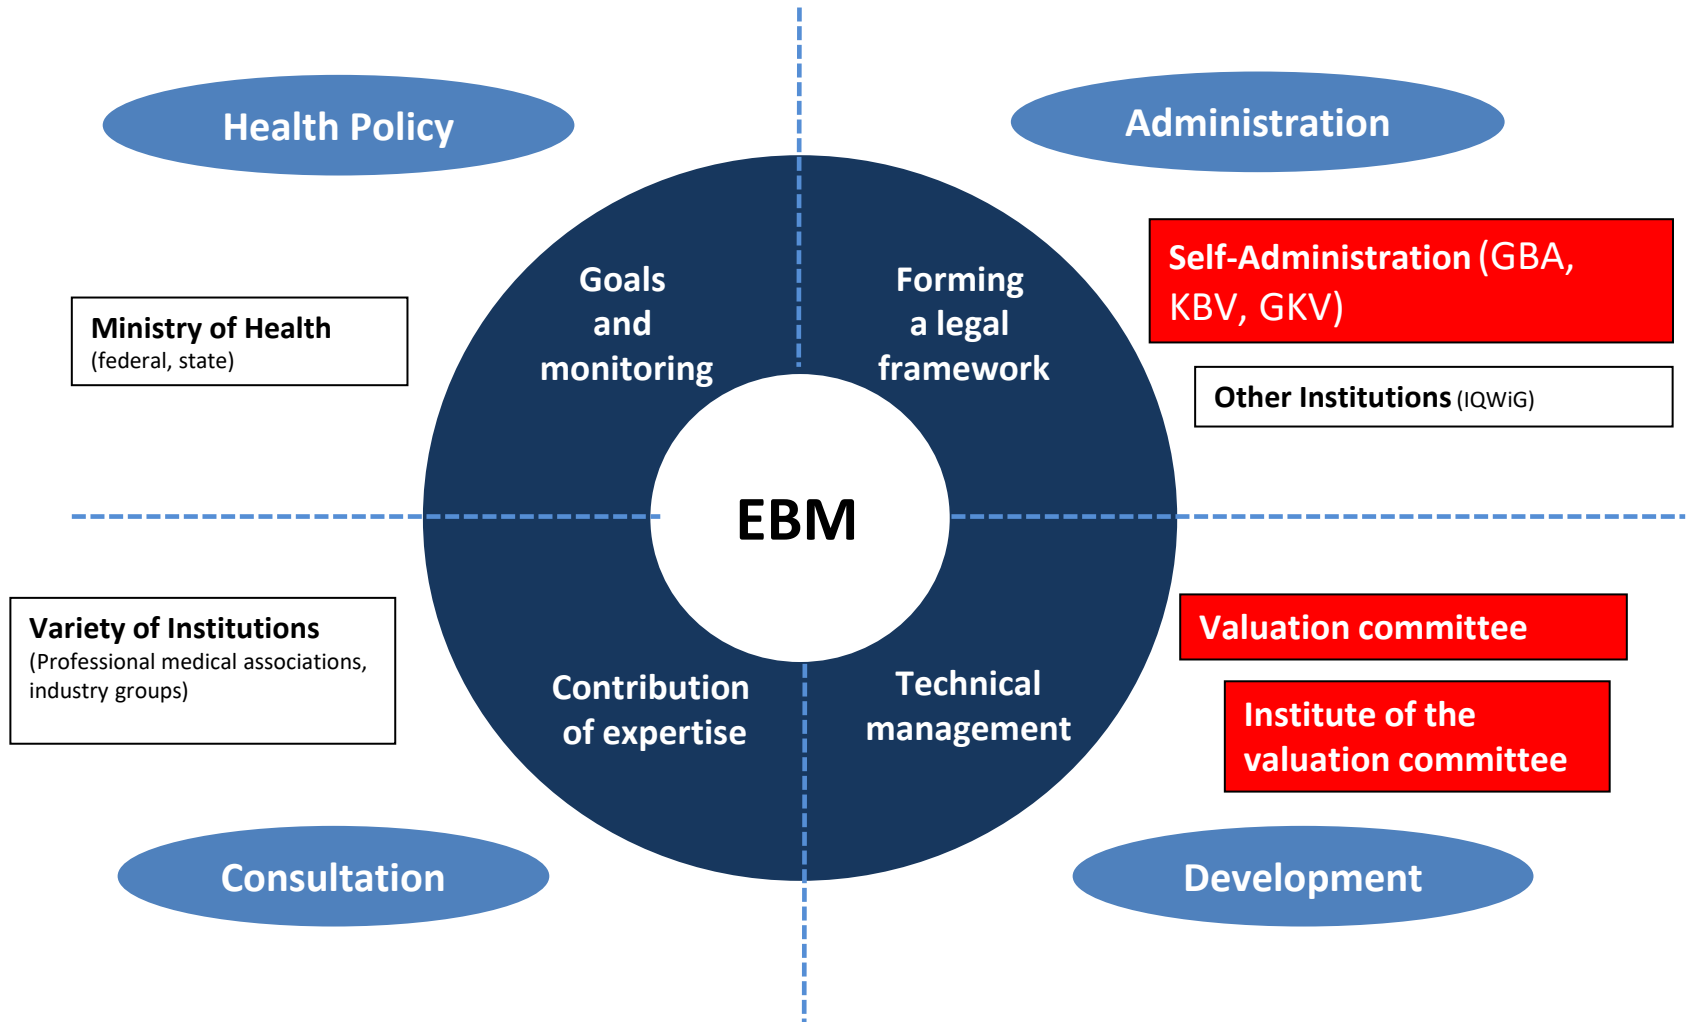 Health Policy
Administration
Goals
and
monitoring
Forming
a legal
framework
Ministry of Health
(federal, state)
Self-Administration (GBA,
KBV, GKV)
Other Institutions (IQWiG)
EBM
Variety of Institutions
(Professional medical associations,
industry groups)
Contribution
of expertise
Technical
management
Valuation committee
Institute of the
valuation committee
Consultation
Development